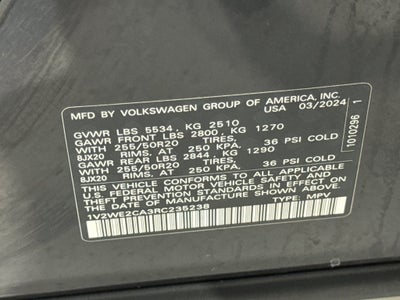 MFD BY VOLKSWAGEN GROUP OF AMERICA, INC.
USA 03/2024
GVWR LBS 5534, KG 2510
GAWR FRONT LBS 2800, KG 1270
WITH 255/50R20 TIRES,
8JX20 RIMS, AT 250 KPA, 36 PSI COLD
GAWR REAR LBS 2844, KG 1290
WITH 255/50R20 TIRES,
8JX20 RIMS, AT 250 KPA, 36 PSI COLD
THIS VEHICLE CONFORMS TO ALL APPLICABLE
U.S. FEDERAL MOTOR VEHICLE SAFETY AND
THEFT PREVENTION STANDARDS IN EFFECT
ON THE DATE OF MANUFACTURE SHOWN ABOVE.
1V2WE2CA3RC235238 TYPE: MPV
1010296 1